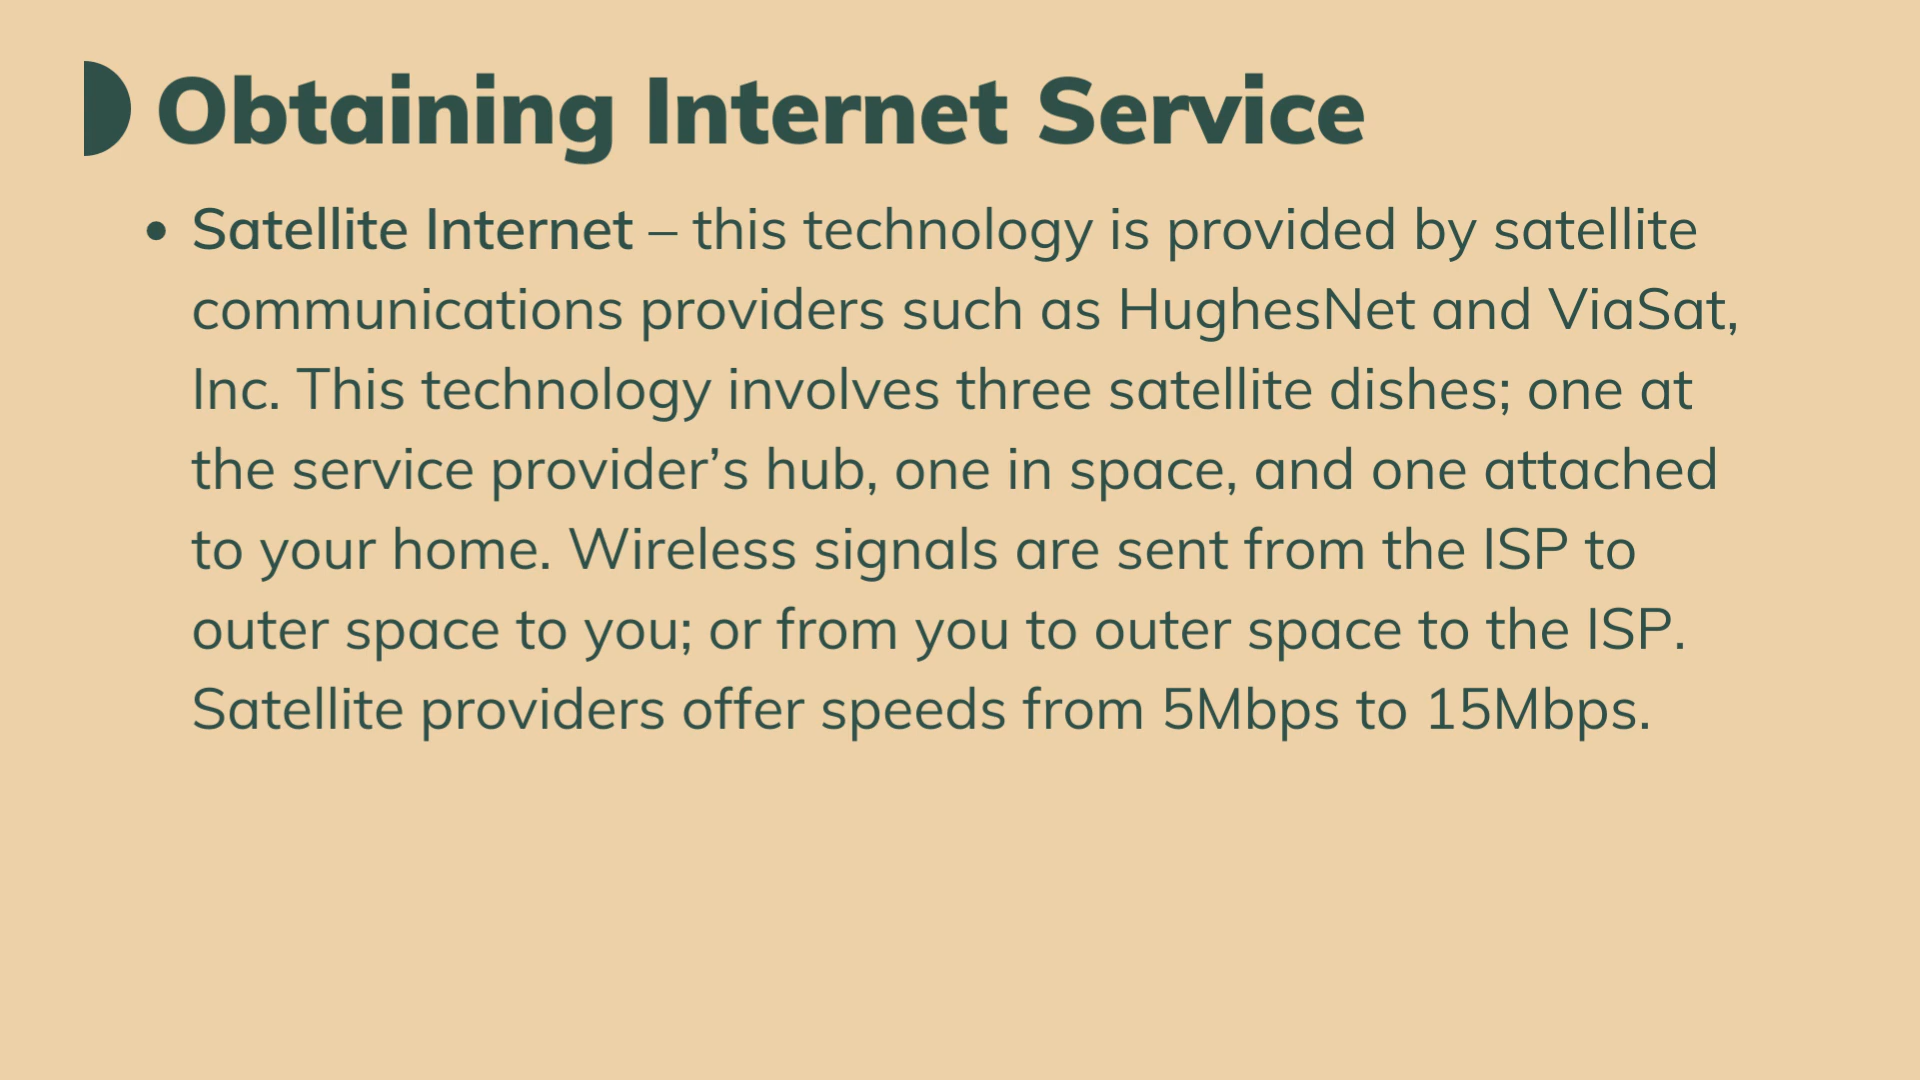 Obtaining Internet Service
• Satellite Internet – this technology is provided by satellite
communications providers such as HughesNet and ViaSat,
Inc. This technology involves three satellite dishes; one at
the service provider’s hub, one in space, and one attached
to your home. Wireless signals are sent from the ISP to
outer space to you; or from you to outer space to the ISP.
Satellite providers offer speeds from 5Mbps to 15Mbps.